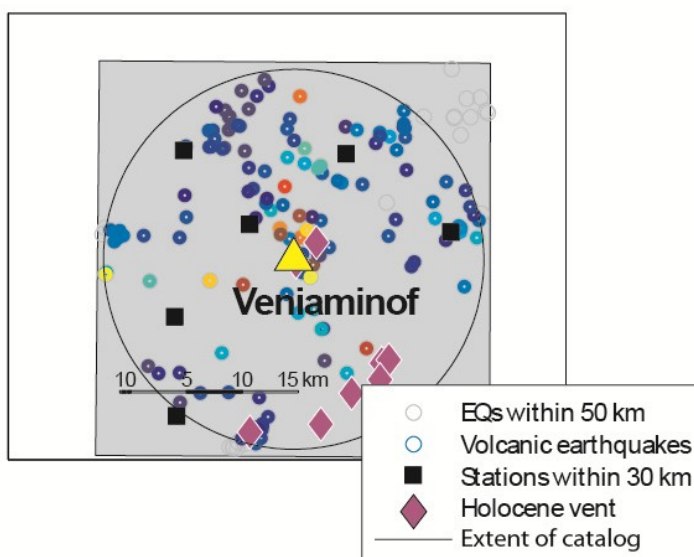 Veniaminof
10 5 10 15 km
EQs within 50 km
Volcanic earthquakes
Stations within 30 km
Holocene vent
Extent of catalog